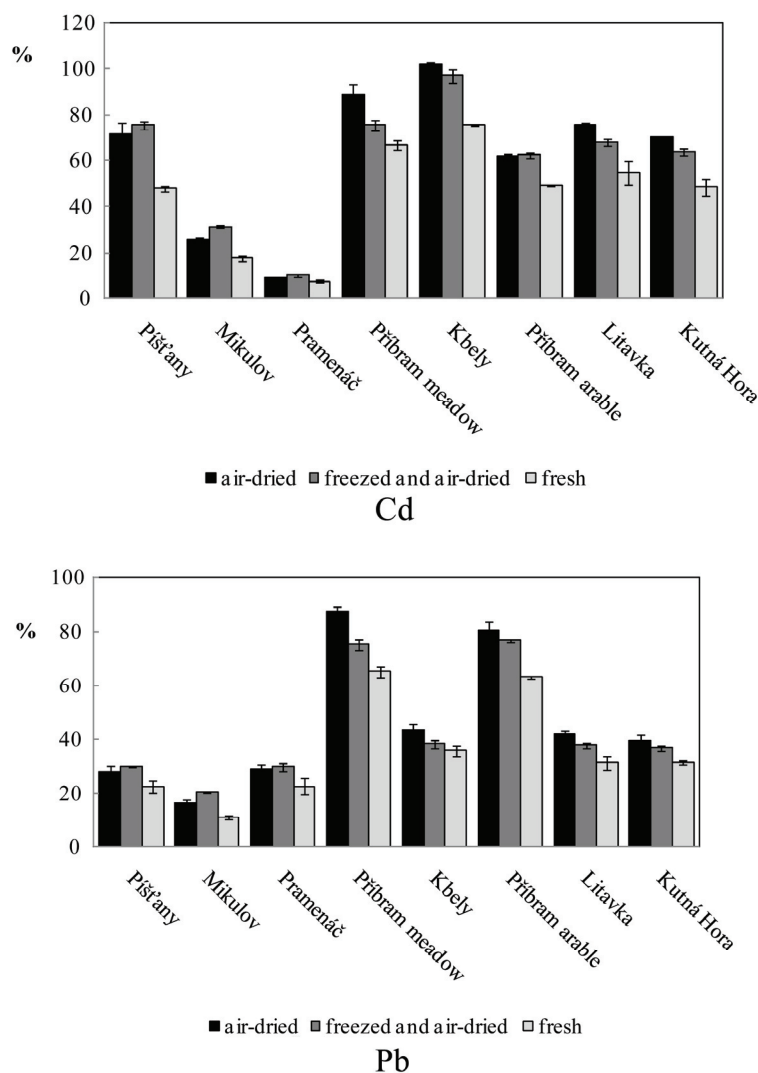 120
%
100
80
60
40
20
0
Píšťany
Mikulov
Pramenáč
Příbram meadow
Kbely
Příbram arable
Litavka
Kutná Hora
air-dried freezed and air-dried fresh
Cd
100
%
80
60
40
20
0
Píšťany
Mikulov
Pramenáč
Příbram meadow
Kbely
Příbram arable
Litavka
Kutná Hora
air-dried freezed and air-dried fresh
Pb